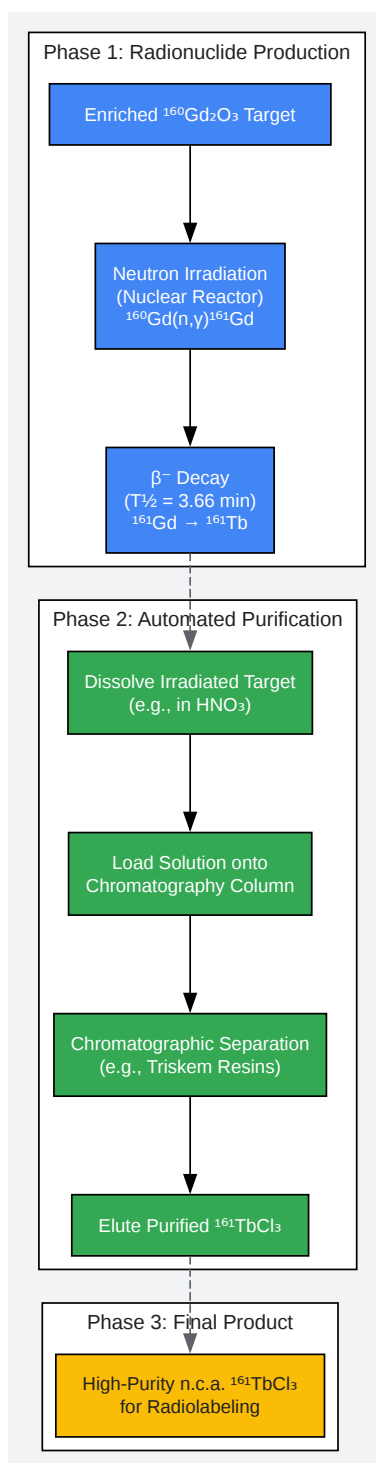 Phase 1: Radionuclide Production
Enriched ¹⁶⁰Gd₂O₃ Target
Neutron Irradiation
(Nuclear Reactor)
¹⁶⁰Gd(n,γ)¹⁶¹Gd
β⁻ Decay
(T½ = 3.66 min)
¹⁶¹Gd → ¹⁶¹Tb
Phase 2: Automated Purification
Dissolve Irradiated Target
(e.g., in HNO₃)
Load Solution onto
Chromatography Column
Chromatographic Separation
(e.g., Triskem Resins)
Elute Purified ¹⁶¹TbCl₃
Phase 3: Final Product
High-Purity n.c.a. ¹⁶¹TbCl₃
for Radiolabeling